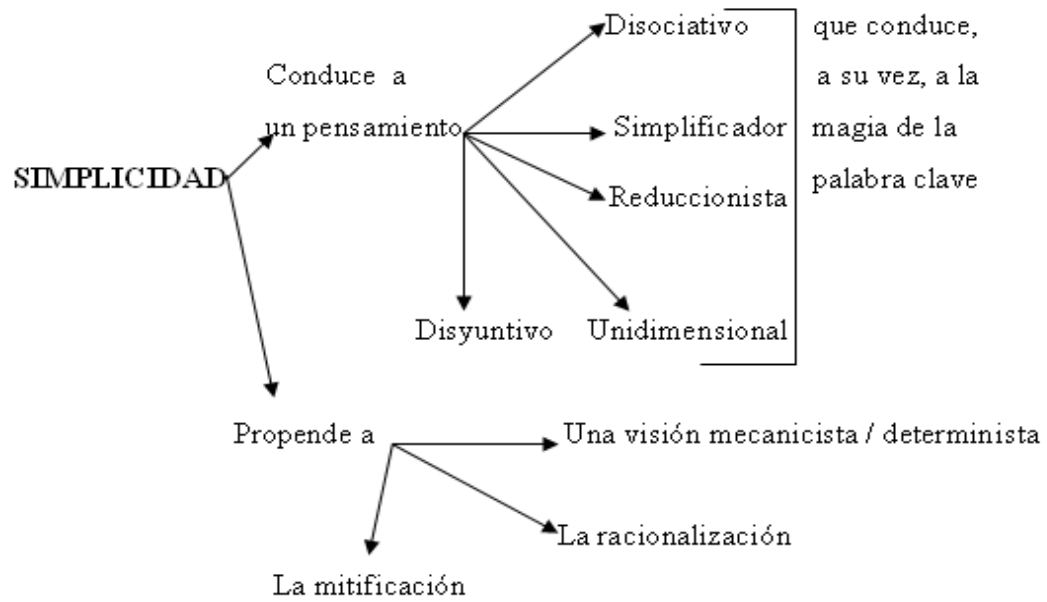 SIMPLICIDAD
Conduce a
un pensamiento
Disociativo
Simplificador
Reduccionista
Unidimensional
Disyuntivo
que conduce,
a su vez, a la
magia de la
palabra clave
Propende a
Una visión mecanicista / determinista
La racionalización
La mitificación